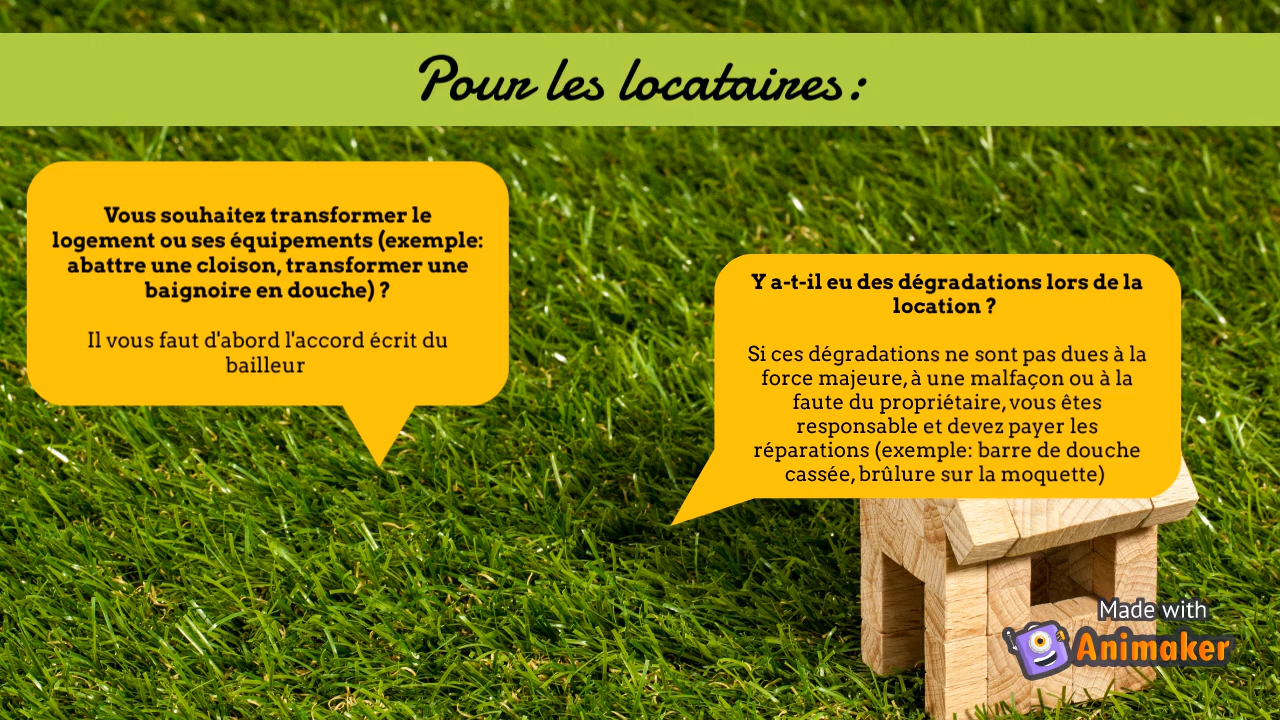 Pour les locataires :
Vous souhaitez transformer le
logement ou ses équipements (exemple:
abattre une cloison, transformer une
baignoire en douche) ?
Il vous faut d'abord l'accord écrit du
bailleur
Y a-t-il eu des dégradations lors de la
location ?
Si ces dégradations ne sont pas dues à la
force majeure, à une malfaçon ou à la
faute du propriétaire, vous êtes
responsable et devez payer les
réparations (exemple: barre de douche
cassée, brûlure sur la moquette)
Made with
Animaker